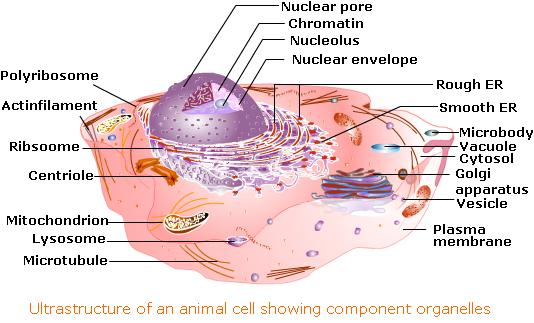 Nuclear pore
Chromatin
Nucleolus
Nuclear envelope
Polyribosome
Actinfilament
Ribsoome
Centriole
Mitochondrion
Lysosome
Microtubule
Rough ER
Smooth ER
Microbody
Vacuole
Cytosol
Golgi
apparatus
Vesicle
Plasma
membrane
Ultrastructure of an animal cell showing component organelles